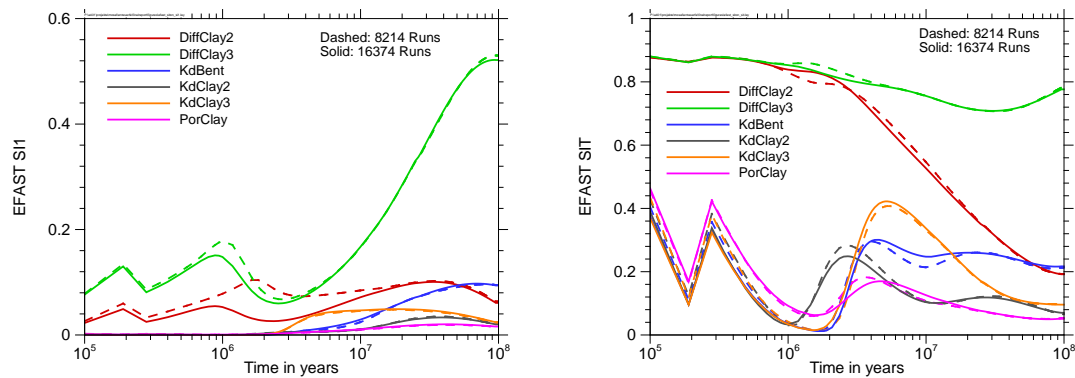 DiffClay2
DiffClay3
KdBent
KdClay2
KdClay3
PorClay
Dashed: 8214 Runs
Solid: 16374 Runs
EFAST SI1
0.6
0.4
0.2
0
10^5
10^6
10^7
10^8
Time in years
Dashed: 8214 Runs
Solid: 16374 Runs
DiffClay2
DiffClay3
KdBent
KdClay2
KdClay3
PorClay
EFAST SIT
1
0.8
0.6
0.4
0.2
0
10^5
10^6
10^7
10^8
Time in years